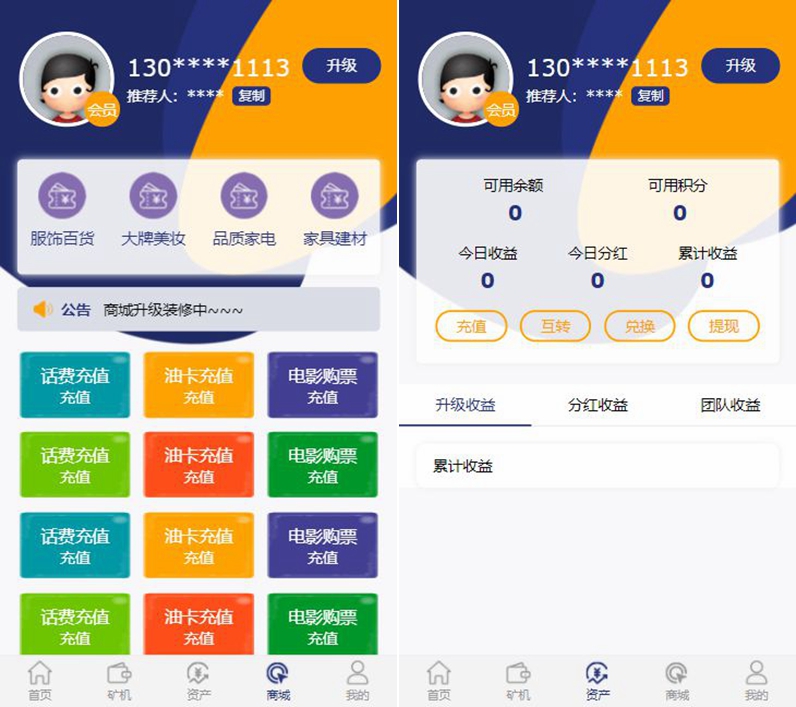 130****1113
升级
推荐人：**** 复制
会员
服饰百货 大牌美妆 品质家电 家具建材
公告 商城升级装修中~~~
话费充值 油卡充值 电影购票
充值 充值 充值
话费充值 油卡充值 电影购票
充值 充值 充值
话费充值 油卡充值 电影购票
充值 充值 充值
话费充值 油卡充值 电影购票
充值 充值 充值
首页 矿机 资产 商城 我的
130****1113
升级
推荐人：**** 复制
会员
可用余额 可用积分
0 0
今日收益 今日分红 累计收益
0 0 0
充值 互转 兑换 提现
升级收益 分红收益 团队收益
累计收益
首页 矿机 资产 商城 我的